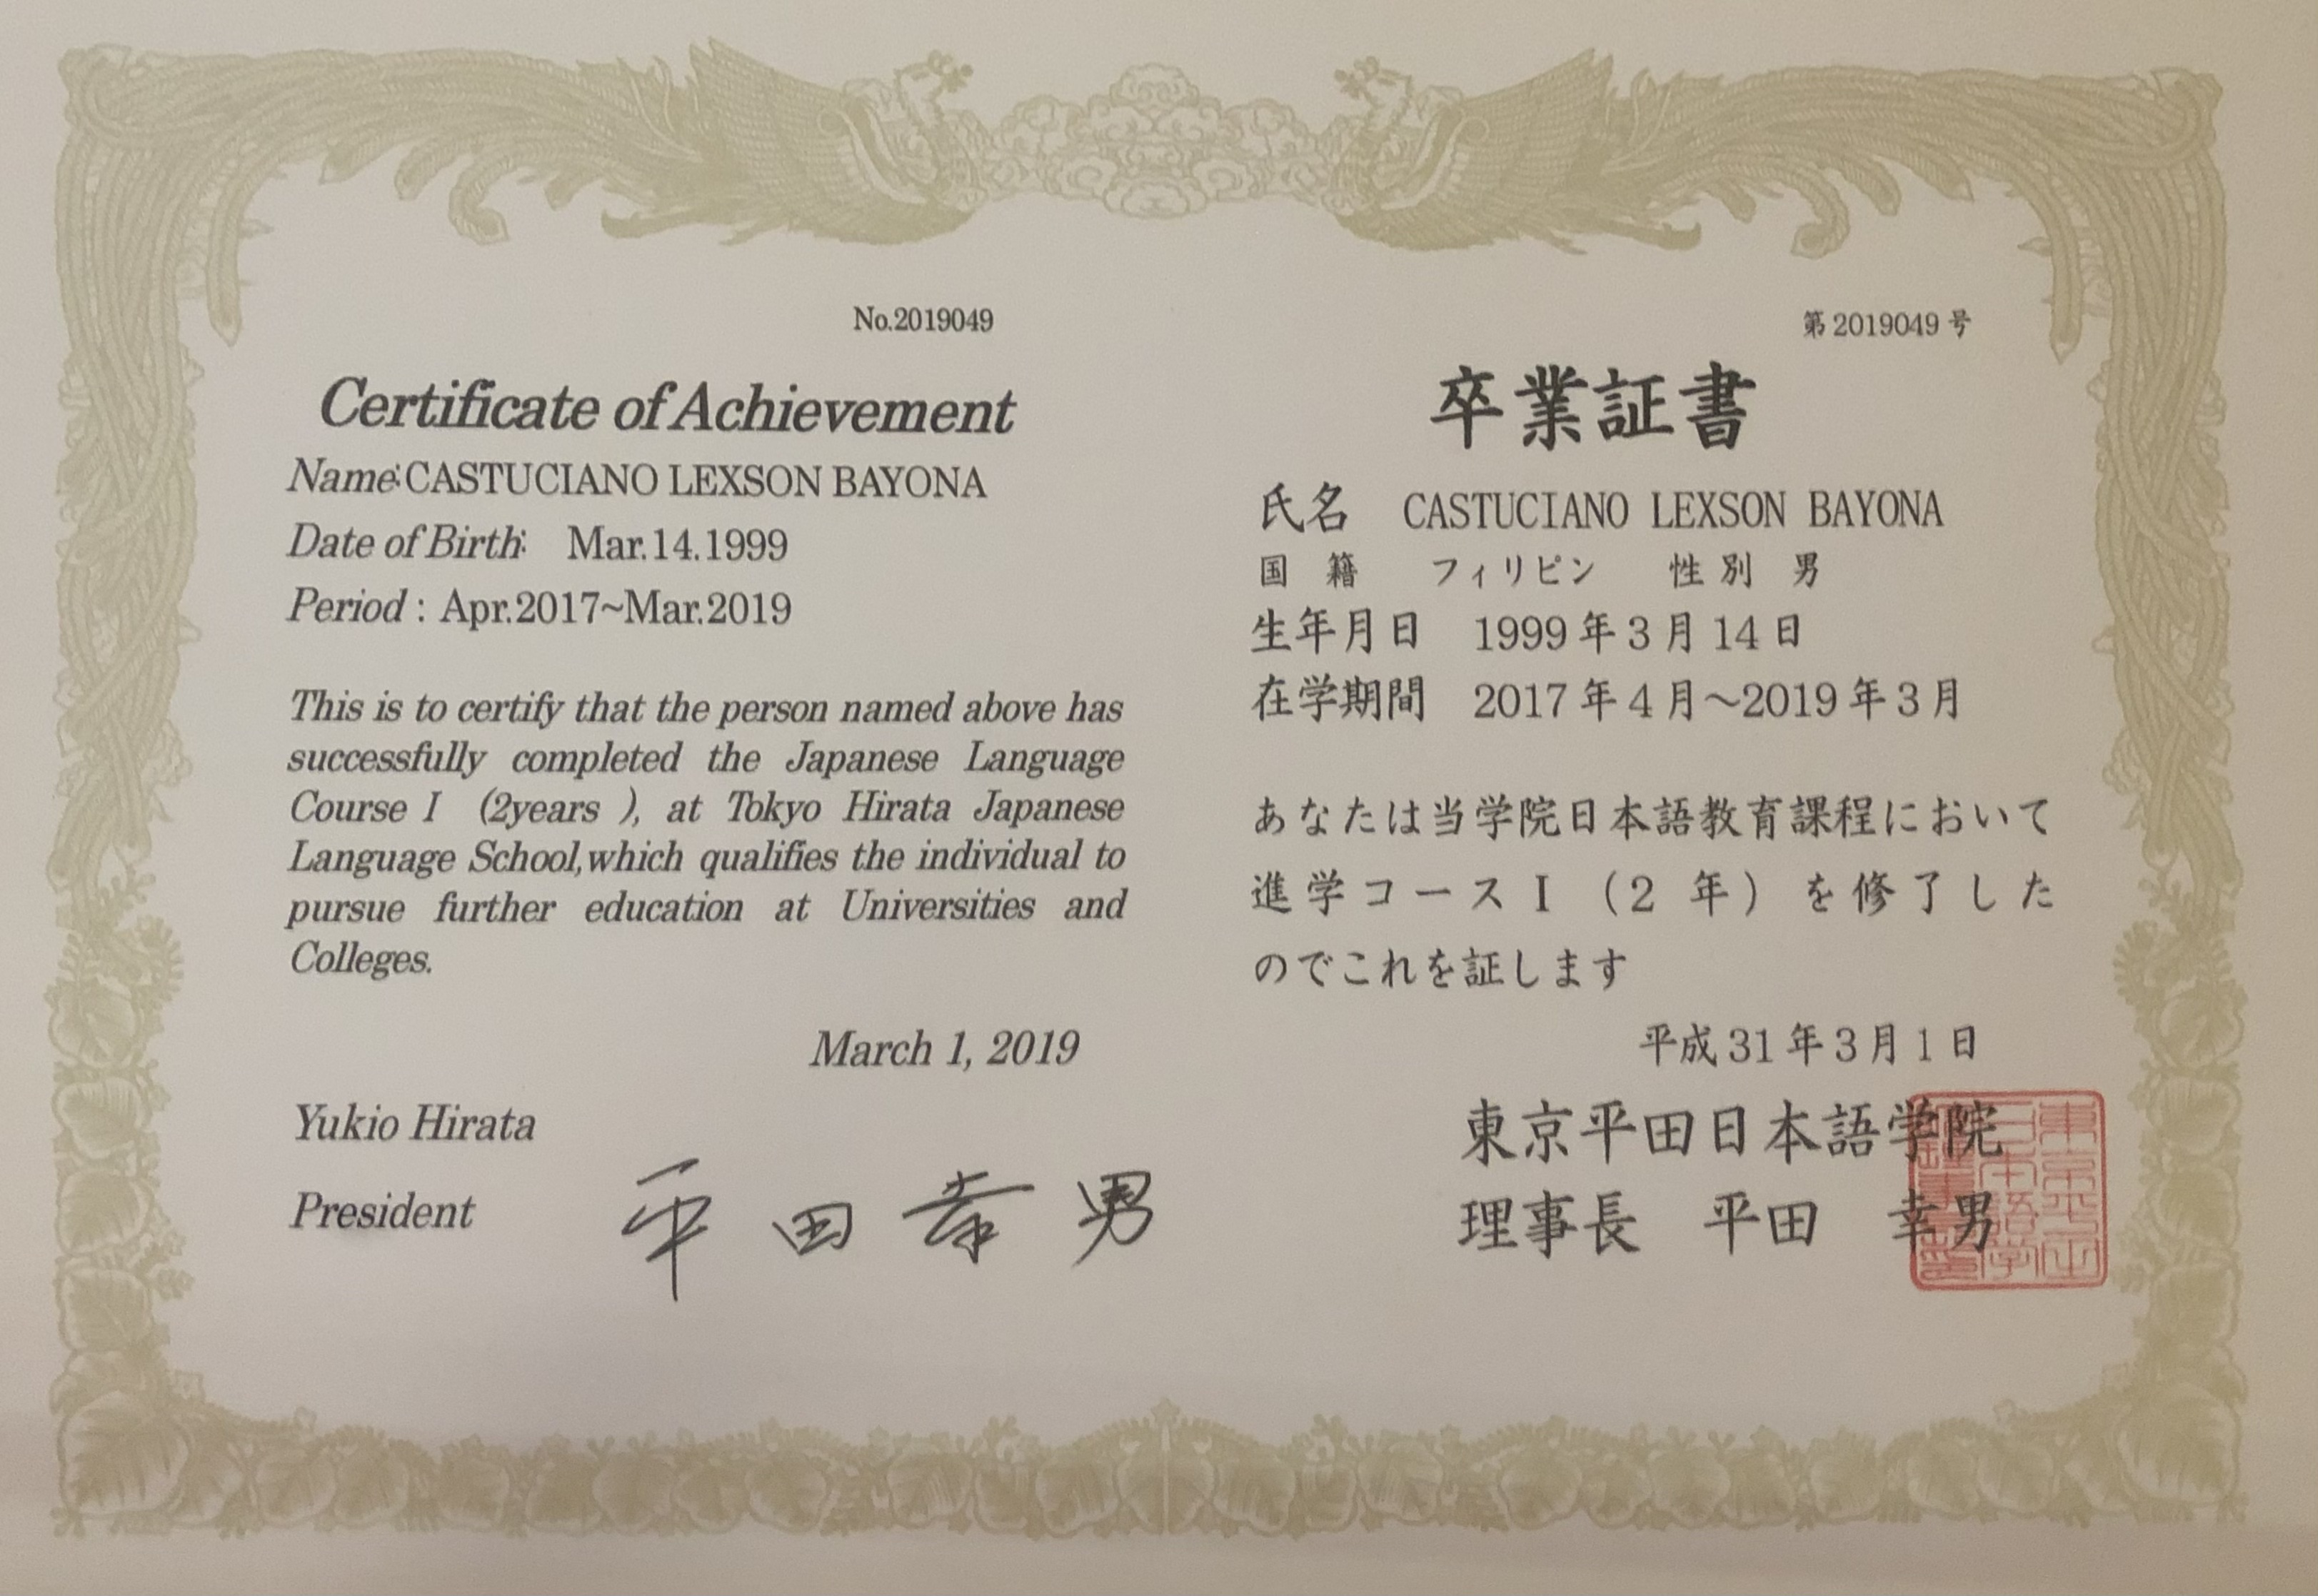 No.2019049
Certificate of Achievement
Name:CASTUCIANO LEXSON BAYONA
Date of Birth: Mar.14.1999
Period : Apr.2017~Mar.2019
This is to certify that the person named above has
successfully completed the Japanese Language
Course I (2years ), at Tokyo Hirata Japanese
Language School,which qualifies the individual to
pursue further education at Universities and
Colleges.
March 1, 2019
Yukio Hirata
President 平田幸男
第2019049号
卒業証書
氏名 CASTUCIANO LEXSON BAYONA
国籍 フィリピン 性別 男
生年月日 1999年3月14日
在学期間 2017年4月～2019年3月
あなたは当学院日本語教育課程において
進学コースⅠ（2年）を修了した
のでこれを証します
平成31年3月1日
東京平田日本語学院
理事長 平田 幸男